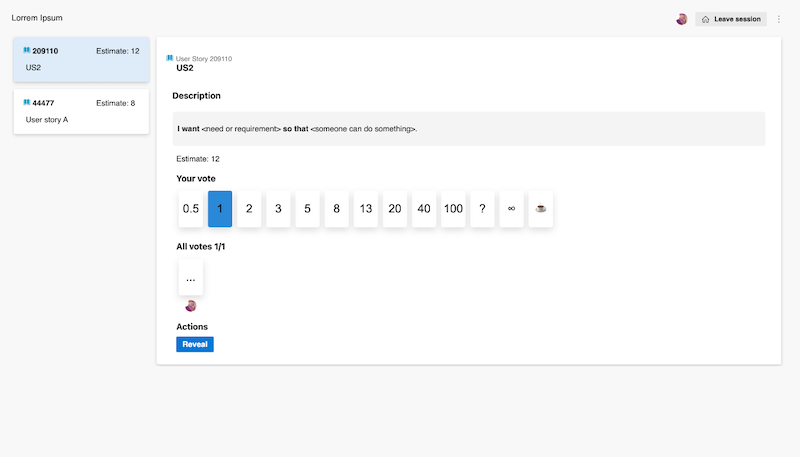 Lorem Ipsum
Leave session
209110 Estimate: 12
US2
44477 Estimate: 8
User story A
User Story 209110
US2
Description
I want <need or requirement> so that <someone can do something>.
Estimate: 12
Your vote
0.5 1 2 3 5 8 13 20 40 100 ? ∞
All votes 1/1
...
Actions
Reveal